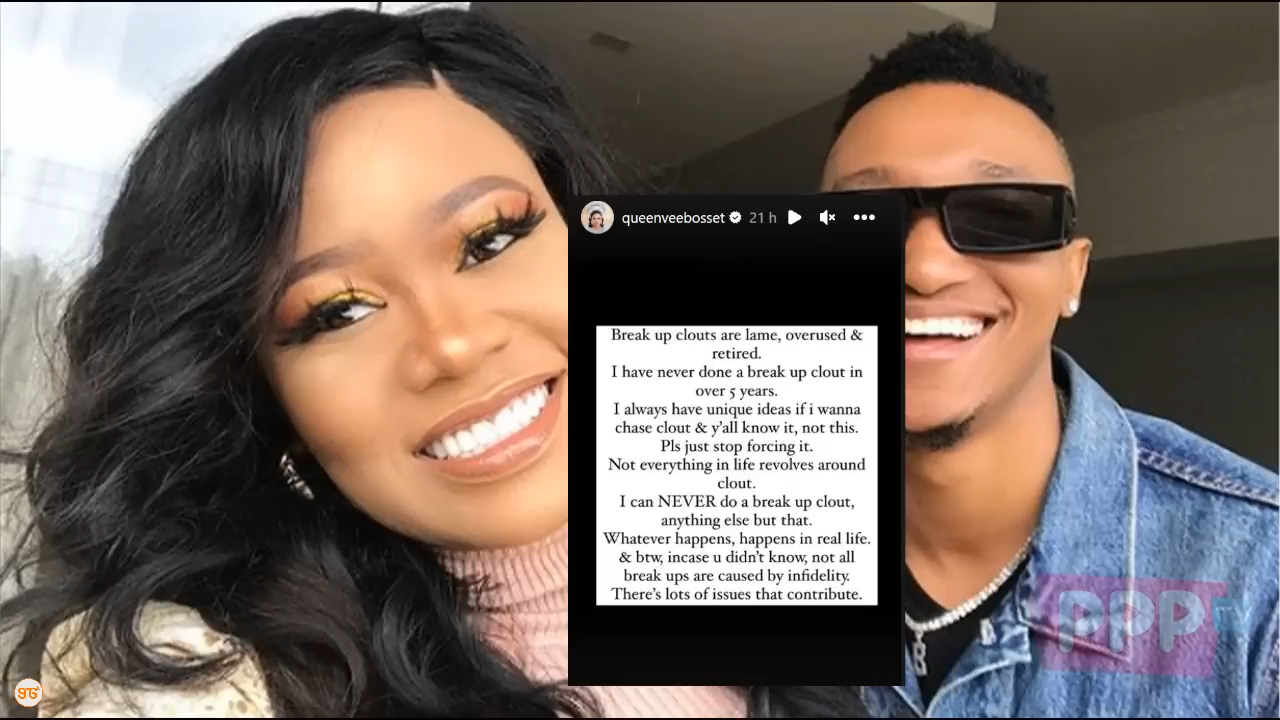 queenveebosset 21 h
Break up clouts are lame, overused &
retired.
I have never done a break up clout in
over 5 years.
I always have unique ideas if i wanna
chase clout & y'all know it, not this.
Pls just stop forcing it.
Not everything in life revolves around
clout.
I can NEVER do a break up clout,
anything else but that.
Whatever happens, happens in real life.
& btw, incase u didn't know, not all
break ups are caused by infidelity.
There's lots of issues that contribute.
PPPTV